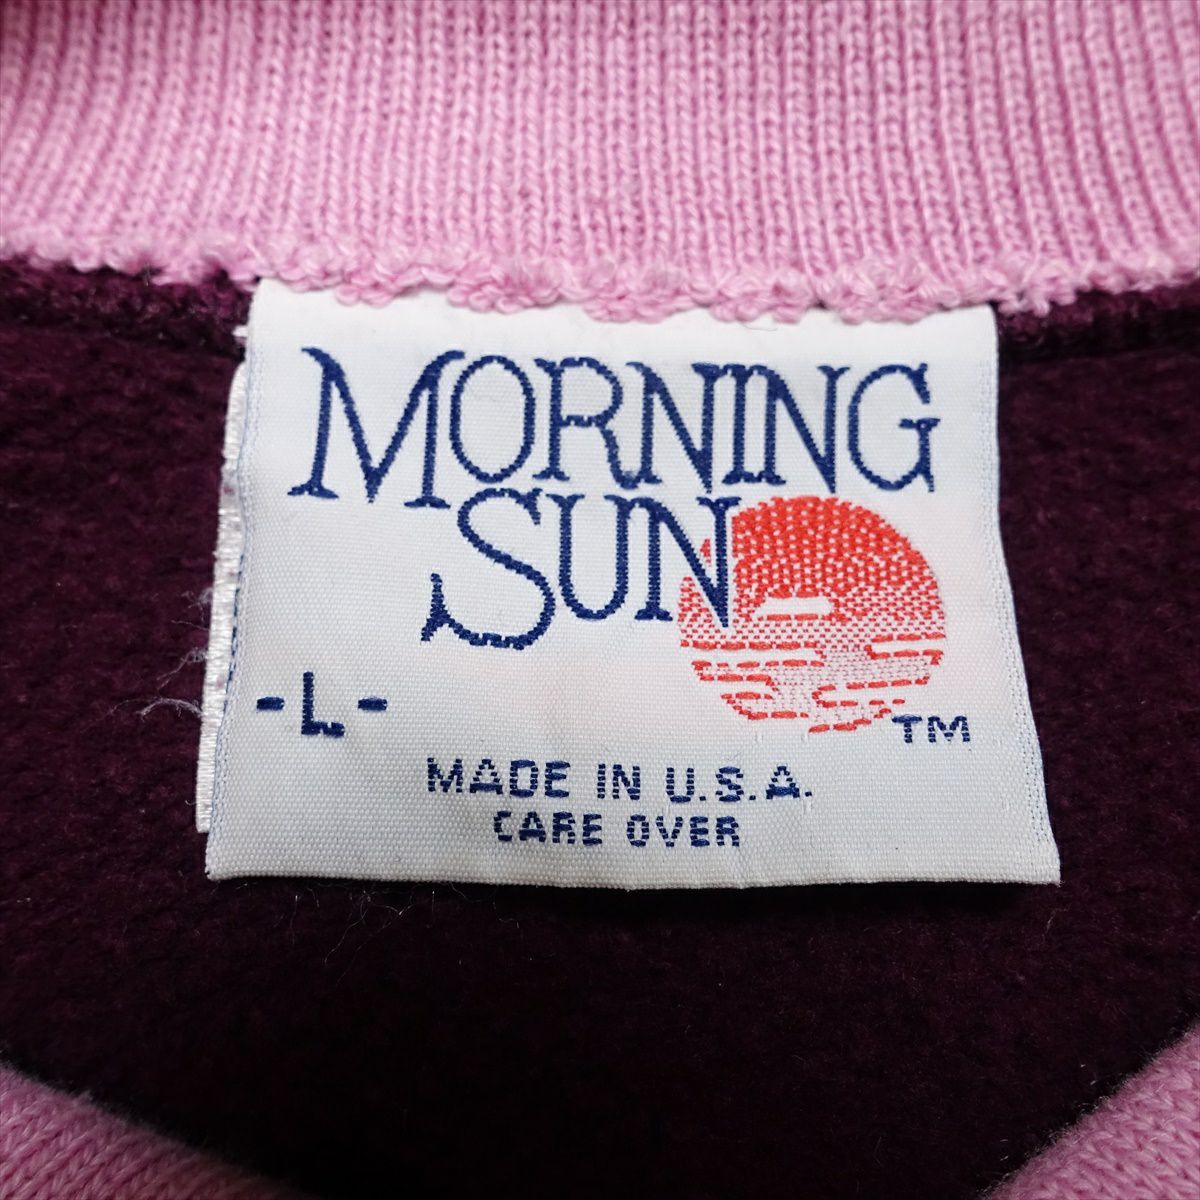 MORNING
SUN
-L-
TM
MADE IN U.S.A.
CARE OVER